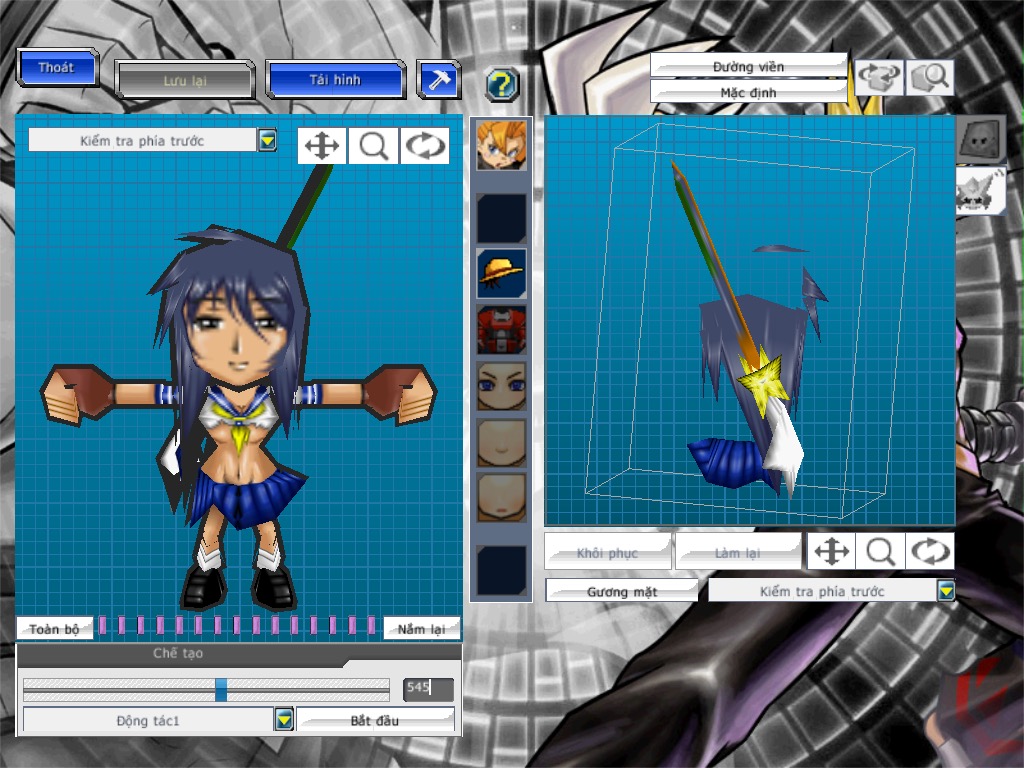 Thoát
Lưu lại
Tải hình
?
Đường viền
Mặc định
Kiểm tra phía trước
Khôi phục
Làm lại
Gương mặt
Kiểm tra phía trước
Toàn bộ
Nắm lại
Chế tạo
545
Động tác1
Bắt đầu